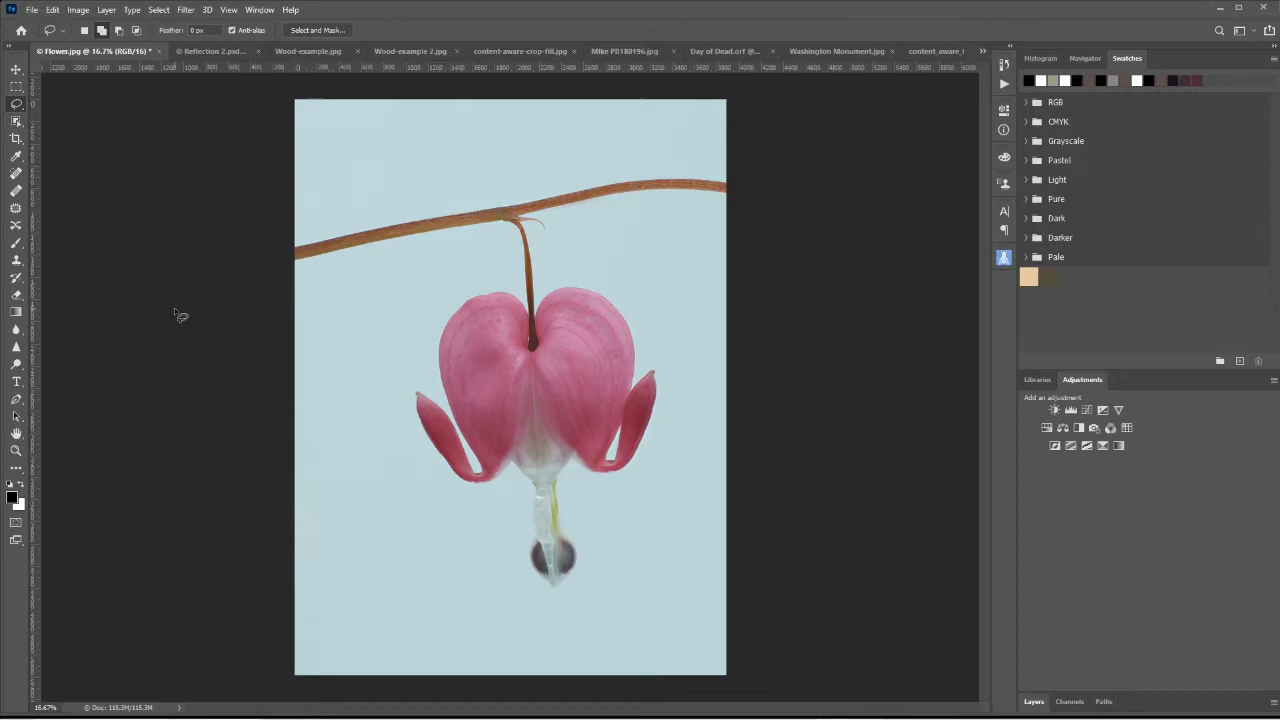 Ps File Edit Image Layer Type Select Filter 3D View Window Help
Feather: 0 px Anti-alias Select and Mask...
© Flower.jpg @ 16.7% (RGB/16) * × © Reflection 2.psd... × Wood-example.jpg × Wood-example 2.jpg × content-aware-crop-fill.jpg × Mike PB180196.jpg × Day of Dead.orf @... × Washington Monument.jpg × content_aware_f
Histogram Navigator Swatches
RGB
CMYK
Grayscale
Pastel
Light
Pure
Dark
Darker
Pale
Libraries Adjustments
Add an adjustment
Layers Channels Paths
16.67% © Doc: 115.3M/115.3M